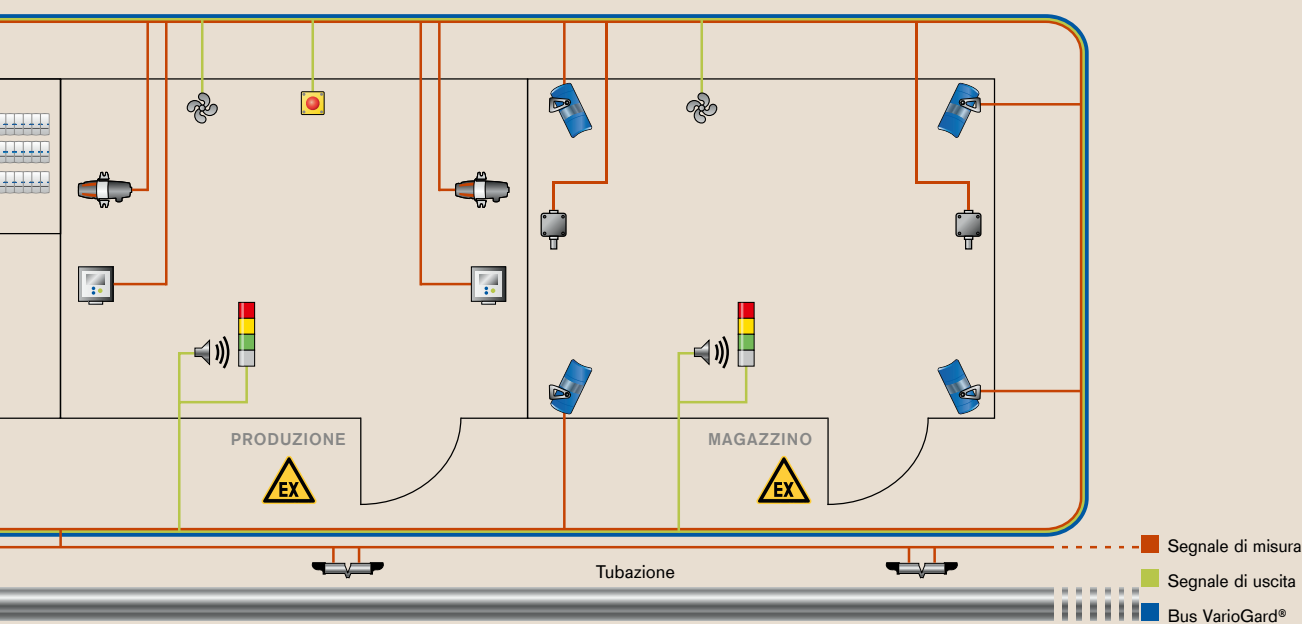 PRODUZIONE
EX
MAGAZZINO
EX
Tubazione
Segnale di misura
Segnale di uscita
Bus VarioGard®